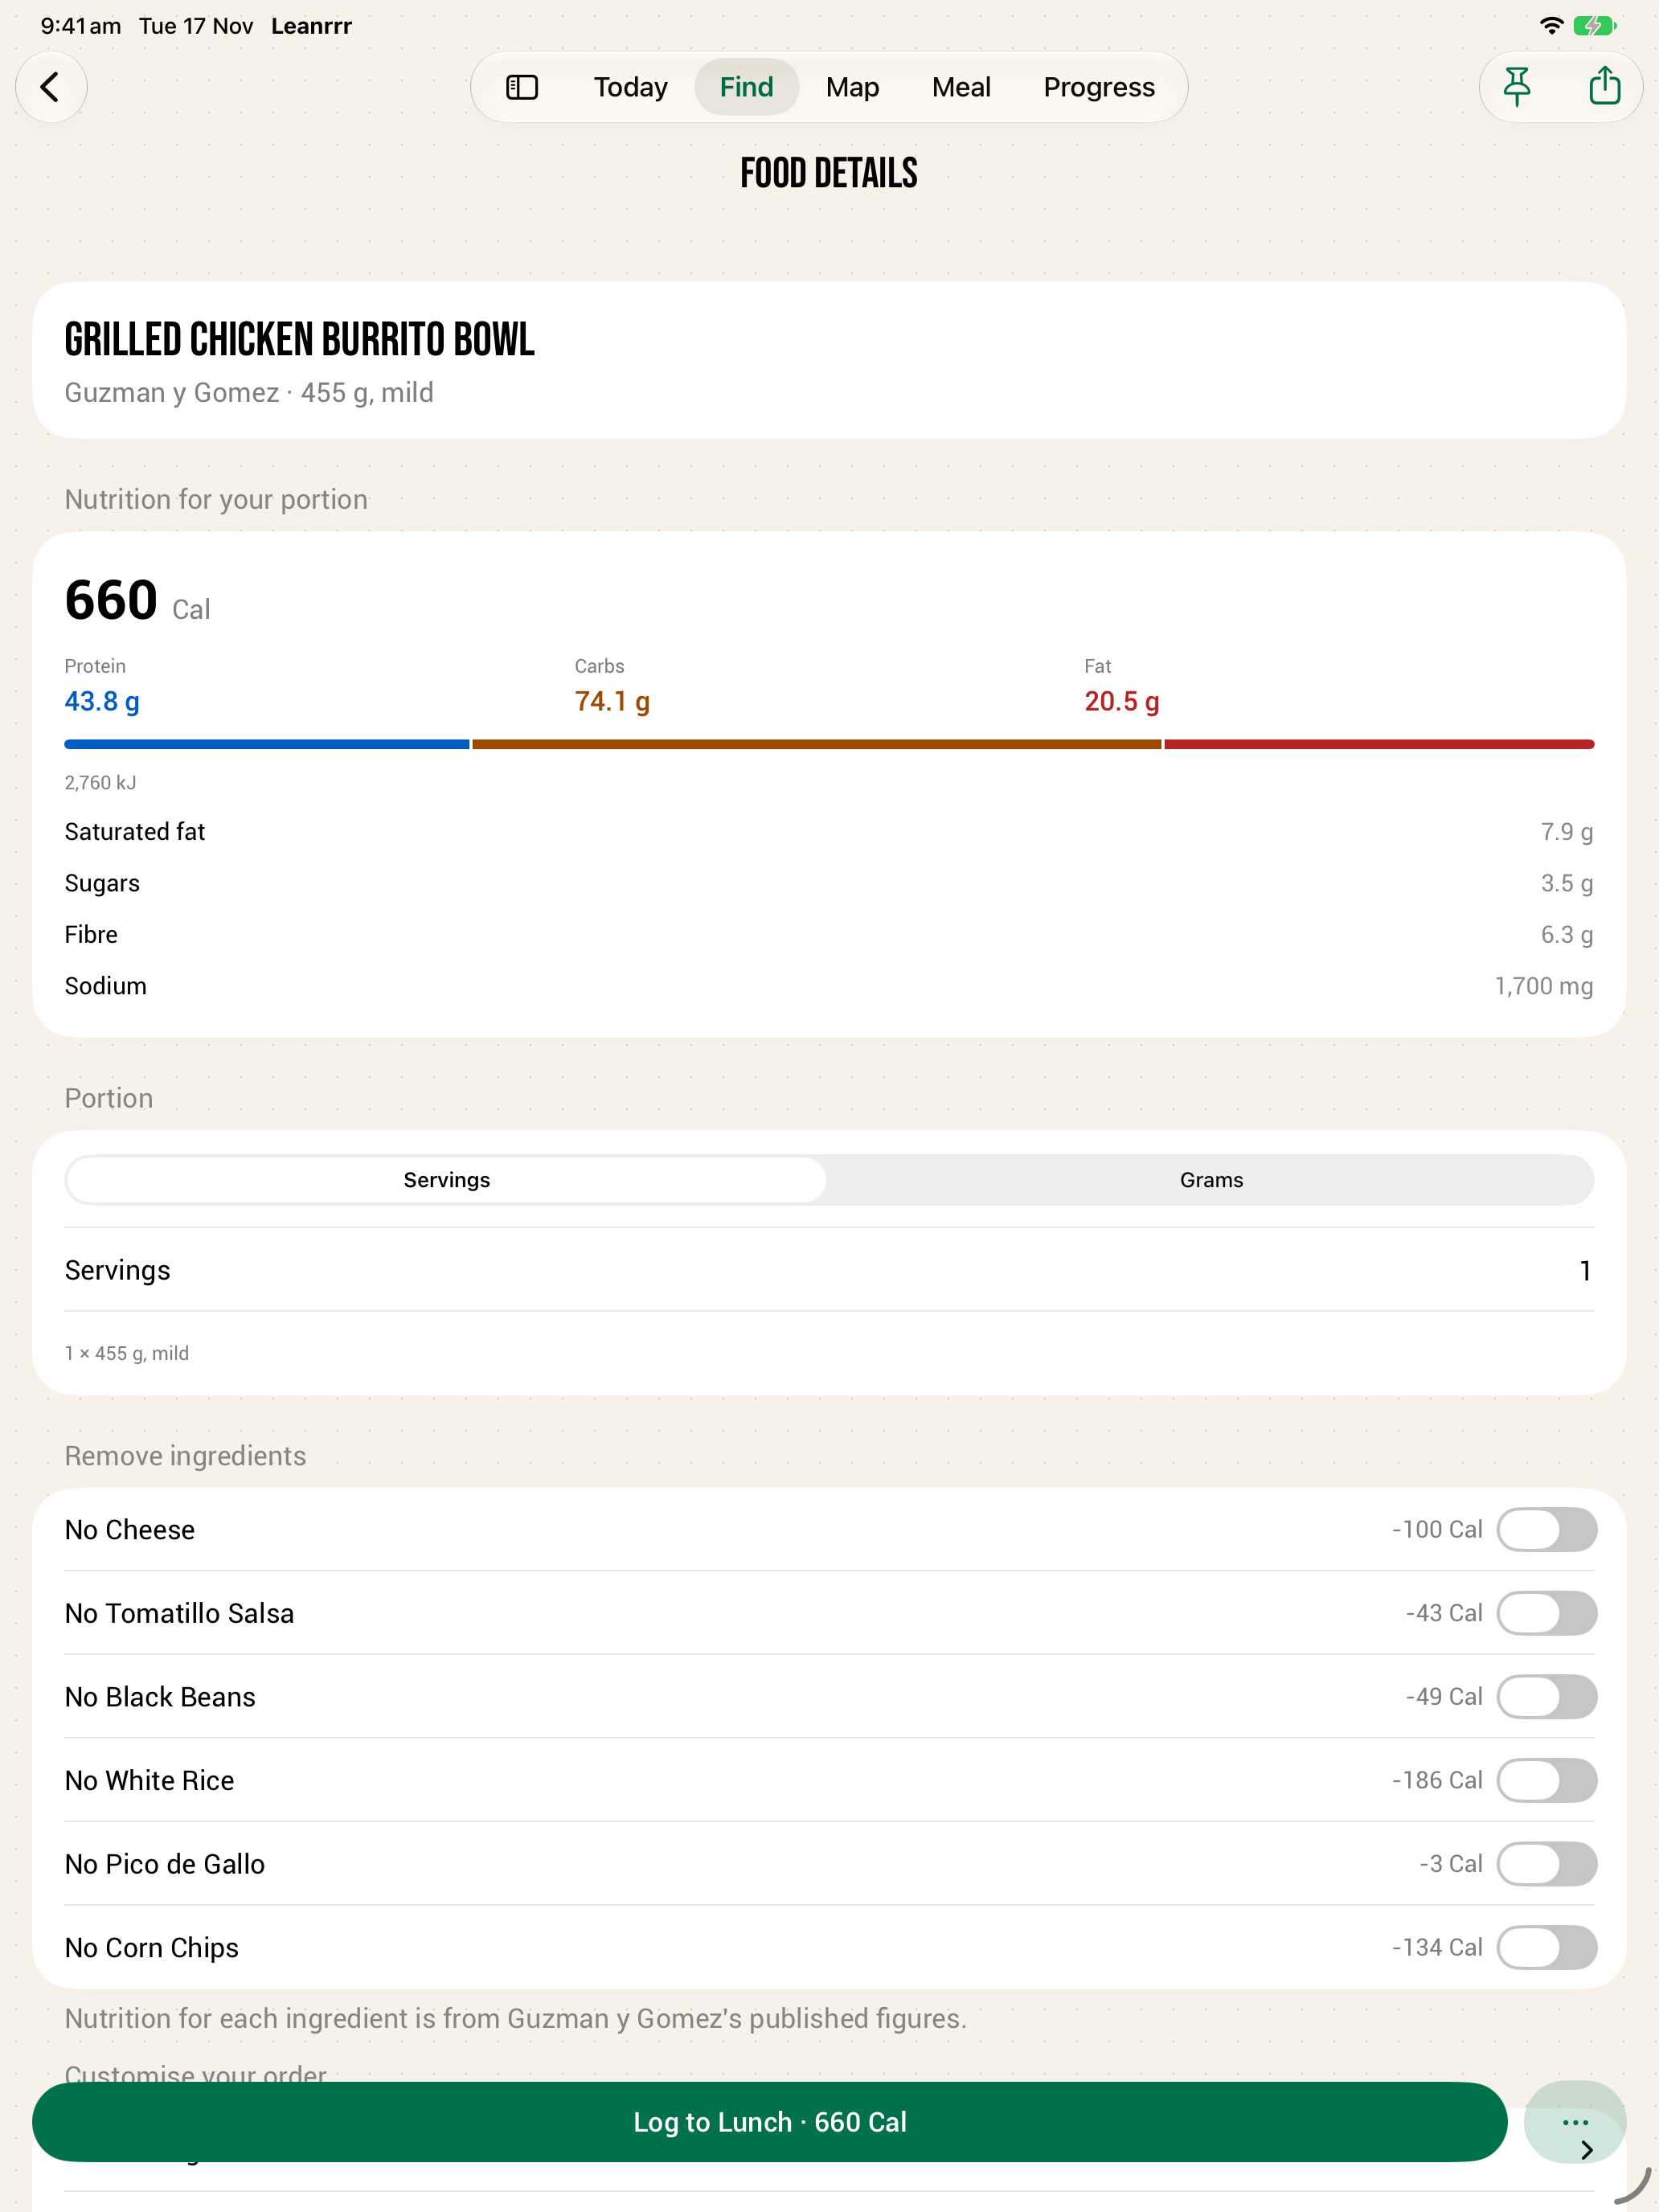 9:41 am Tue 17 Nov Leanrrr
Today Find Map Meal Progress
FOOD DETAILS
GRILLED CHICKEN BURRITO BOWL
Guzman y Gomez · 455 g, mild
Nutrition for your portion
660 Cal
Protein Carbs Fat
43.8 g 74.1 g 20.5 g
2,760 kJ
Saturated fat 7.9 g
Sugars 3.5 g
Fibre 6.3 g
Sodium 1,700 mg
Portion
Servings Grams
Servings 1
1 × 455 g, mild
Remove ingredients
No Cheese -100 Cal
No Tomatillo Salsa -43 Cal
No Black Beans -49 Cal
No White Rice -186 Cal
No Pico de Gallo -3 Cal
No Corn Chips -134 Cal
Nutrition for each ingredient is from Guzman y Gomez's published figures.
Customise your order
Log to Lunch · 660 Cal